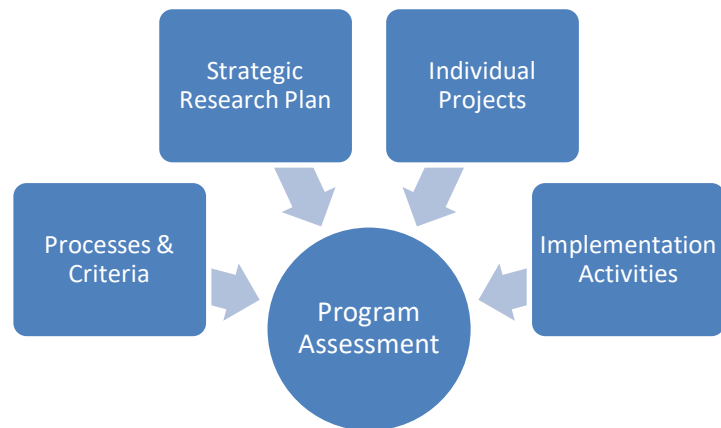 Strategic
Research Plan
Individual
Projects
Processes &
Criteria
Implementation
Activities
Program
Assessment